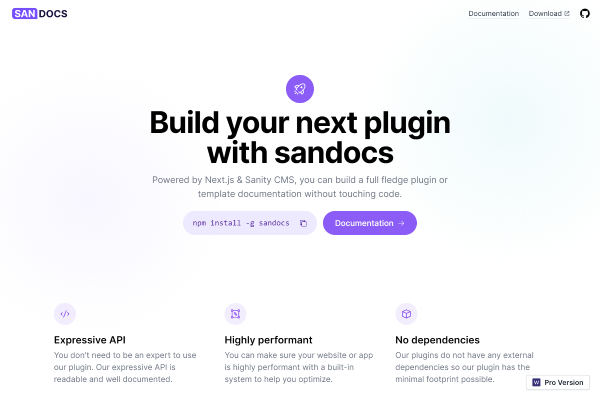 SAN DOCS
Documentation
Download
Build your next plugin
with sandocs
Powered by Next.js & Sanity CMS, you can build a full fledge plugin or
template documentation without touching code.
npm install -g sandocs
Documentation →
Expressive API
You don't need to be an expert to use
our plugin. Our expressive API is
readable and well documented.
Highly performant
You can make sure your website or app
is highly performant with a built-in
system to help you optimize.
No dependencies
Our plugins do not have any external
dependencies so our plugin has the
minimal footprint possible.
W Pro Version